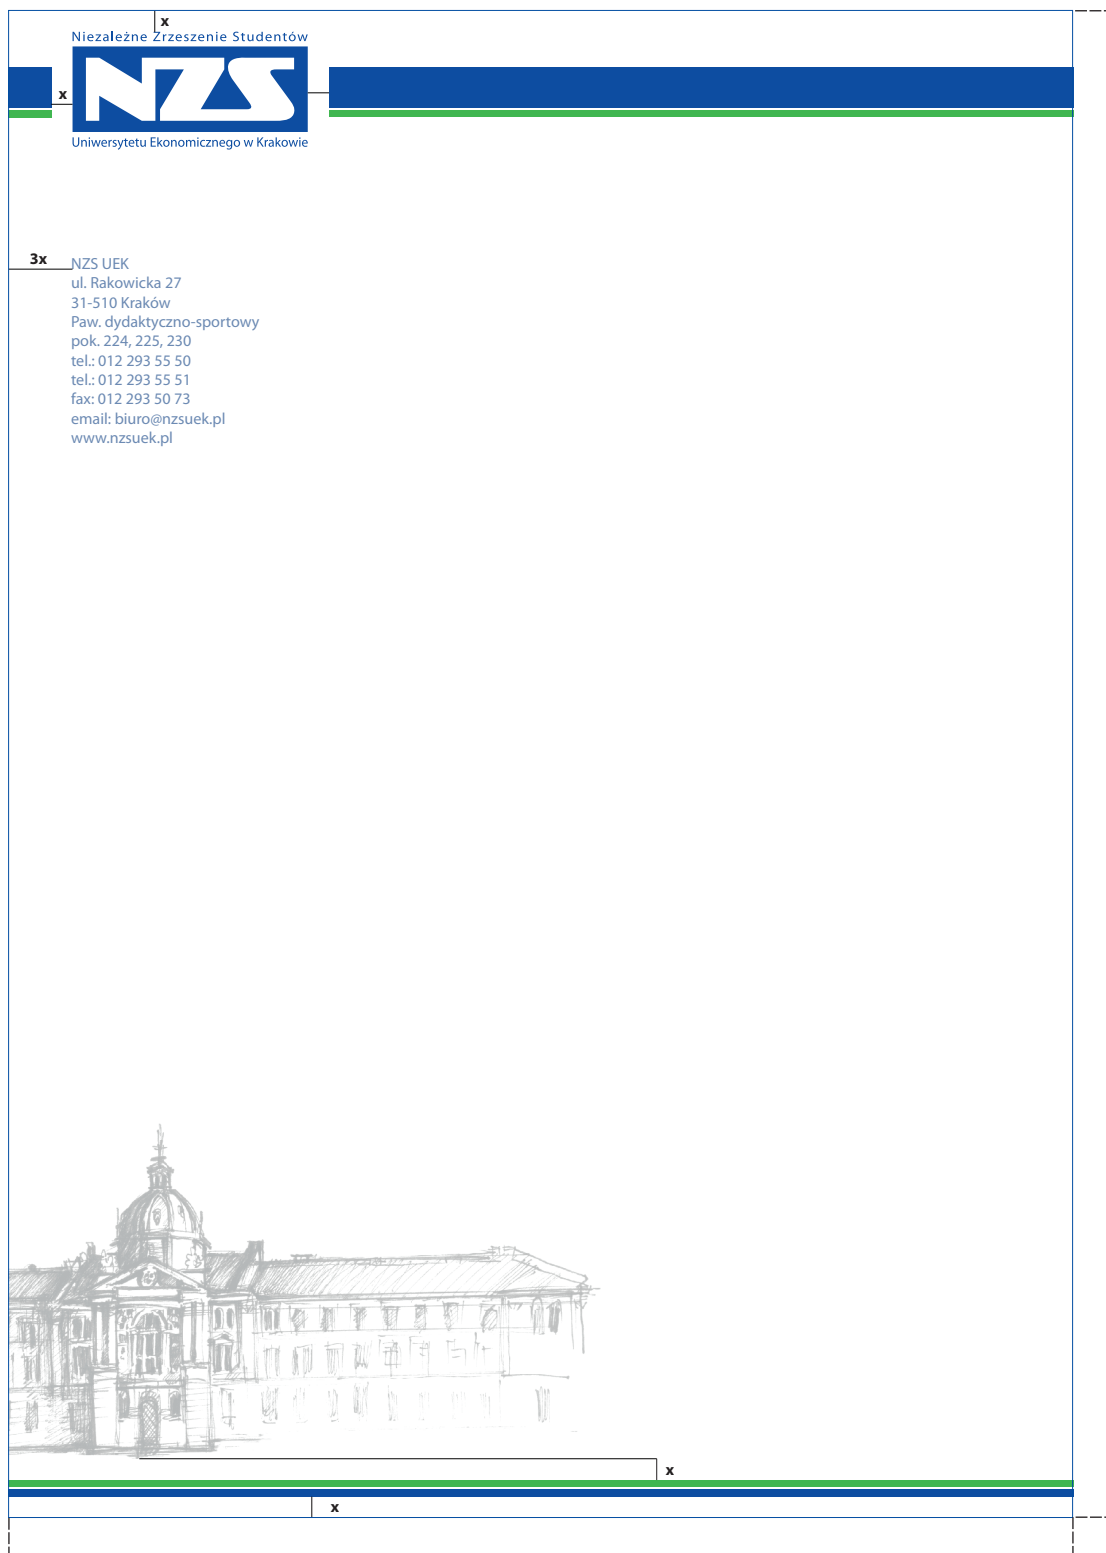 x
Niezależne Zrzeszenie Studentów
NZS
x
Uniwersytetu Ekonomicznego w Krakowie
3x
NZS UEK
ul. Rakowicka 27
31-510 Kraków
Paw. dydaktyczno-sportowy
pok. 224, 225, 230
tel.: 012 293 55 50
tel.: 012 293 55 51
fax: 012 293 50 73
email: biuro@nzsuek.pl
www.nzsuek.pl
x
x